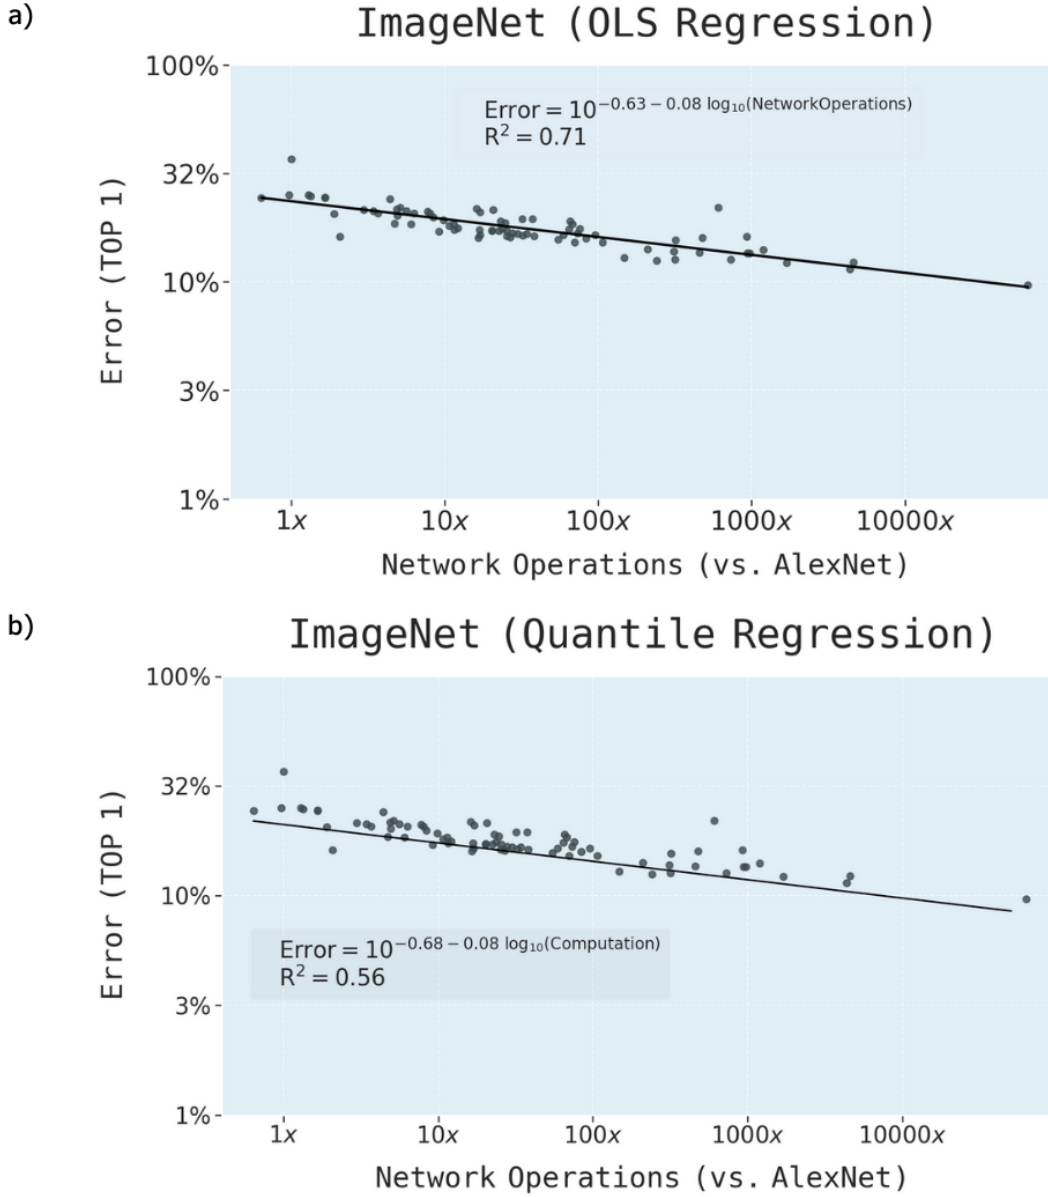 a)
ImageNet (OLS Regression)
100%
Error = 10^−0.63 − 0.08 log₁₀(NetworkOperations)
R² = 0.71
32%
10%
3%
1%
Error (TOP 1)
1x 10x 100x 1000x 10000x
Network Operations (vs. AlexNet)
b)
ImageNet (Quantile Regression)
100%
32%
10%
Error = 10^−0.68 − 0.08 log₁₀(Computation)
R² = 0.56
3%
1%
Error (TOP 1)
1x 10x 100x 1000x 10000x
Network Operations (vs. AlexNet)